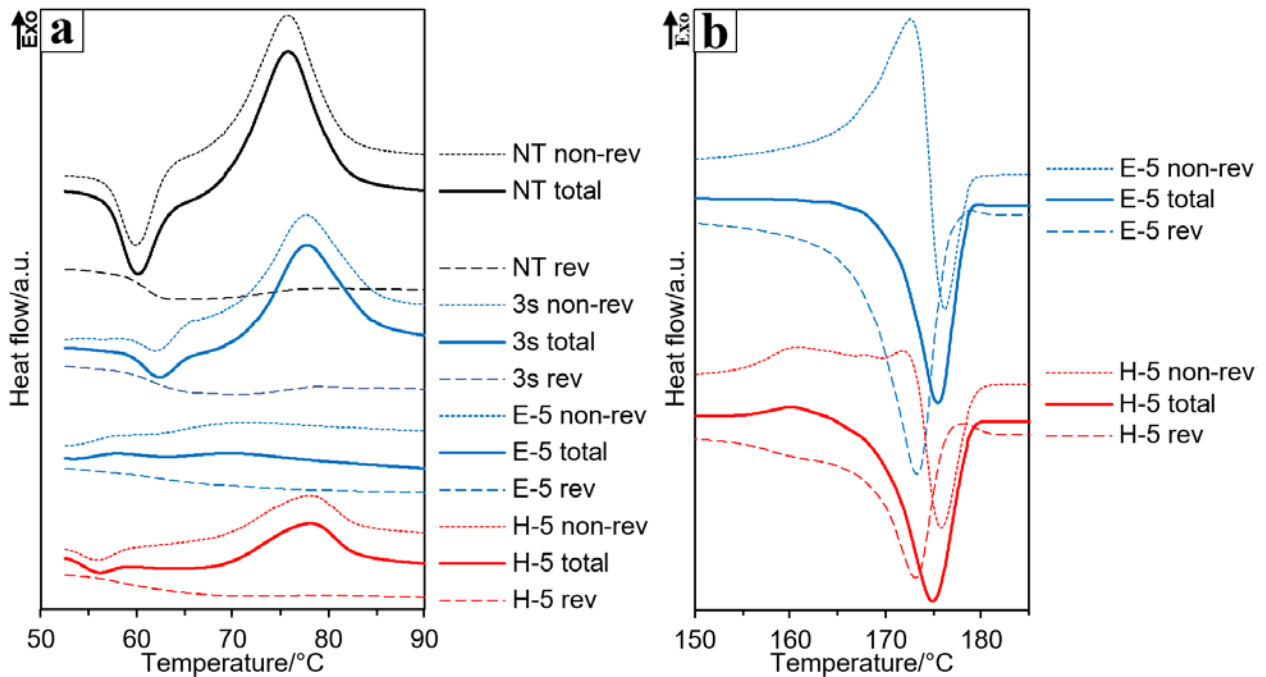 Exo
a
NT non-rev
NT total
NT rev
3s non-rev
3s total
3s rev
E-5 non-rev
E-5 total
E-5 rev
H-5 non-rev
H-5 total
H-5 rev
Heat flow/a.u.
50 60 70 80 90
Temperature/°C
Exo
b
E-5 non-rev
E-5 total
E-5 rev
H-5 non-rev
H-5 total
H-5 rev
Heat flow/a.u.
150 160 170 180
Temperature/°C